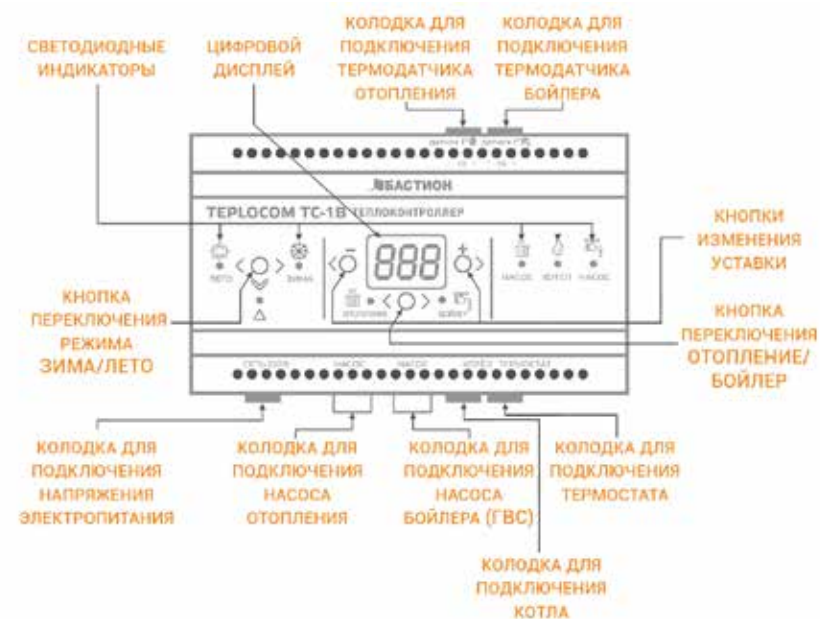 КОЛОДКА ДЛЯ
ПОДКЛЮЧЕНИЯ
ТЕРМОДАТЧИКА
ОТОПЛЕНИЯ
КОЛОДКА ДЛЯ
ПОДКЛЮЧЕНИЯ
ТЕРМОДАТЧИКА
БОЙЛЕРА
СВЕТОДИОДНЫЕ
ИНДИКАТОРЫ
ЦИФРОВОЙ
ДИСПЛЕЙ
БАСТИОН
TEPLOCOM TC-1B ТЕПЛОКОНТРОЛЛЕР
КНОПКИ
ИЗМЕНЕНИЯ
УСТАВКИ
− 888 +
ЛЕТО ЗИМА
НАСОС КОТЕЛ НАСОС
ОТОПЛЕНИЕ БОЙЛЕР
КНОПКА
ПЕРЕКЛЮЧЕНИЯ
РЕЖИМА
ЗИМА/ЛЕТО
КНОПКА
ПЕРЕКЛЮЧЕНИЯ
ОТОПЛЕНИЕ/
БОЙЛЕР
НАСОС НАСОС КОТЕЛ ТЕРМОСТАТ
КОЛОДКА ДЛЯ
ПОДКЛЮЧЕНИЯ
НАПРЯЖЕНИЯ
ЭЛЕКТРОПИТАНИЯ
КОЛОДКА ДЛЯ
ПОДКЛЮЧЕНИЯ
НАСОСА
ОТОПЛЕНИЯ
КОЛОДКА ДЛЯ
ПОДКЛЮЧЕНИЯ
НАСОСА
БОЙЛЕРА (ГВС)
КОЛОДКА ДЛЯ
ПОДКЛЮЧЕНИЯ
ТЕРМОСТАТА
КОЛОДКА ДЛЯ
ПОДКЛЮЧЕНИЯ
КОТЛА